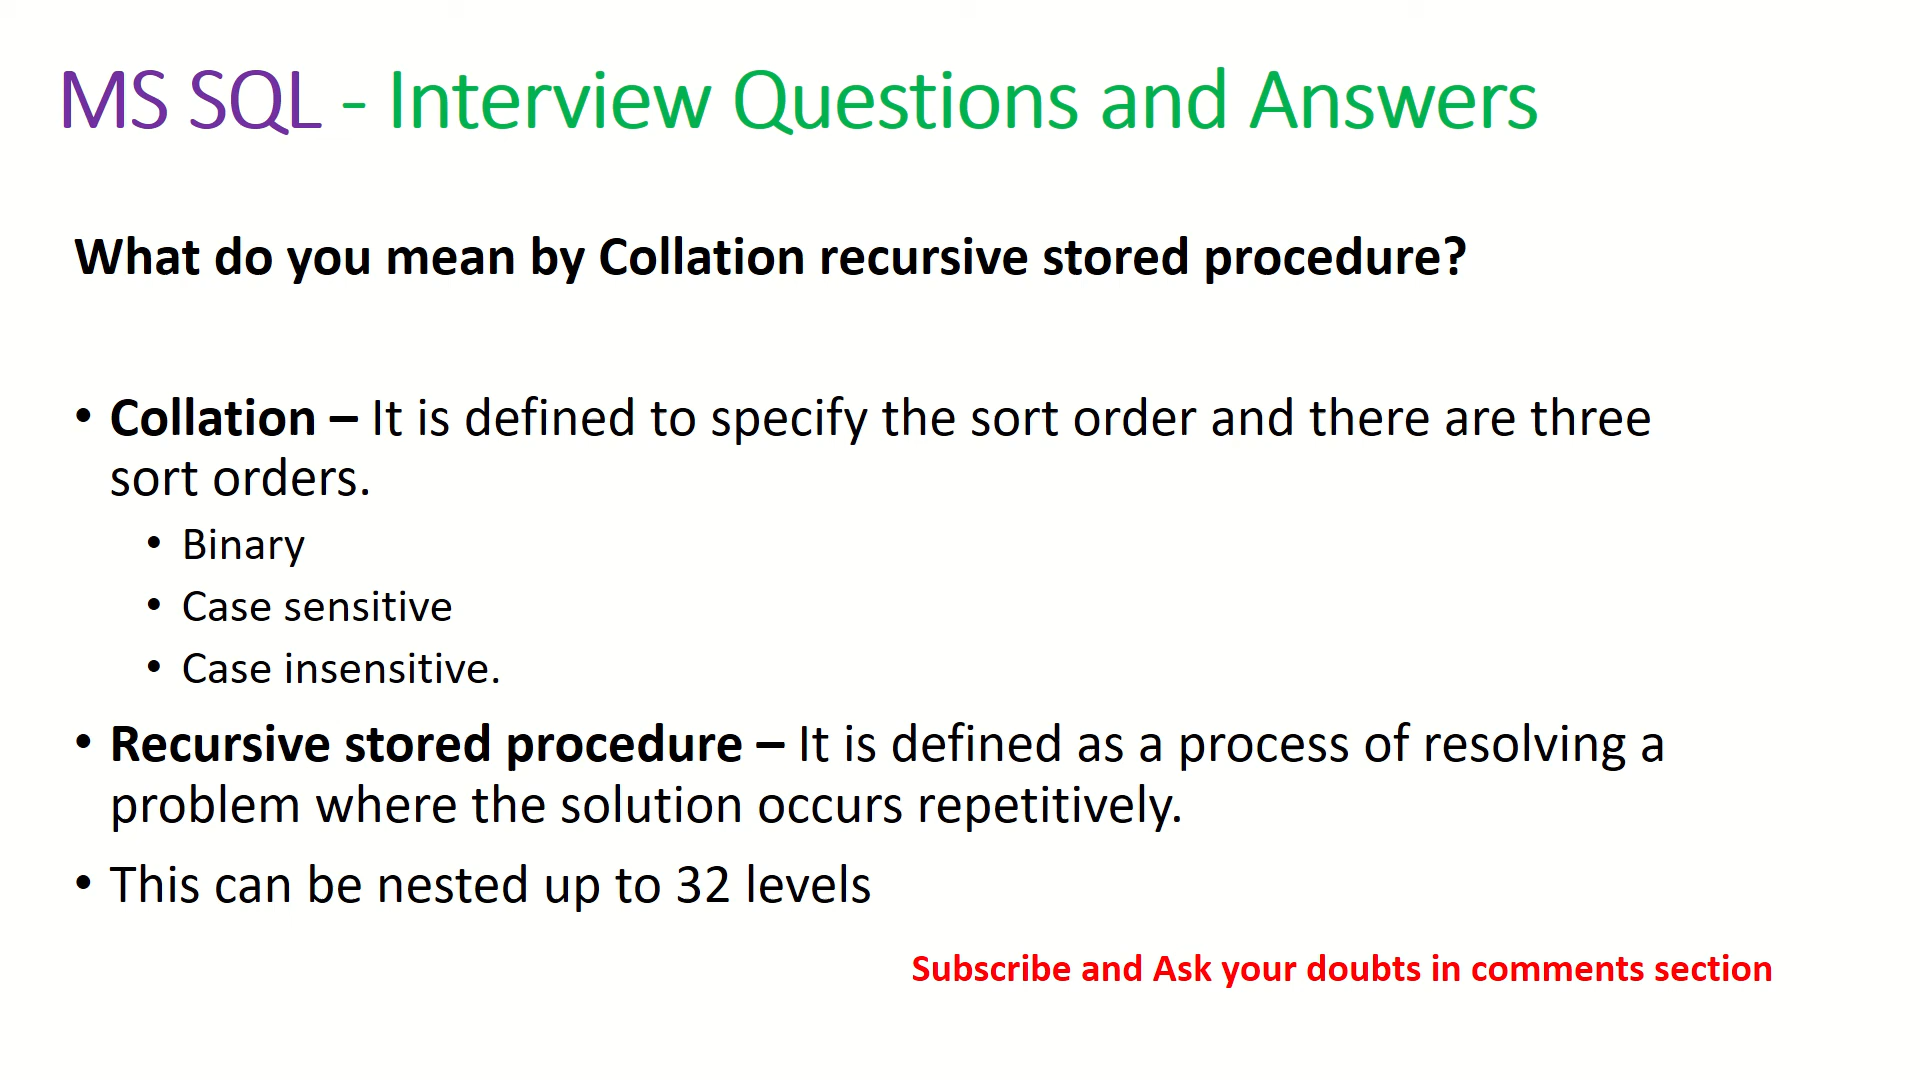 MS SQL - Interview Questions and Answers
What do you mean by Collation recursive stored procedure?
• Collation – It is defined to specify the sort order and there are three
sort orders.
• Binary
• Case sensitive
• Case insensitive.
• Recursive stored procedure – It is defined as a process of resolving a
problem where the solution occurs repetitively.
• This can be nested up to 32 levels
Subscribe and Ask your doubts in comments section